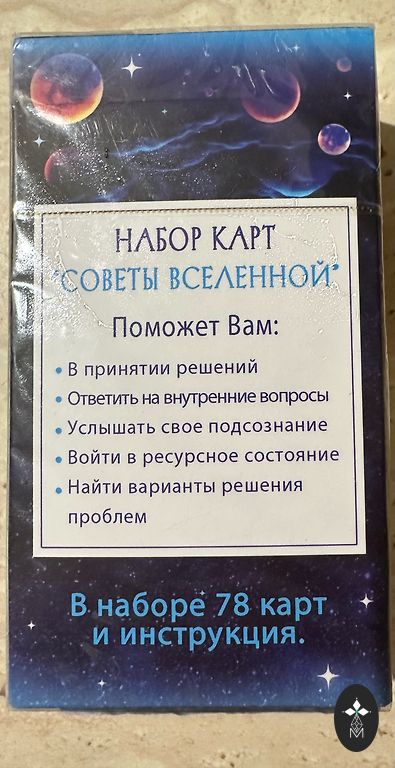 НАБОР КАРТ
"СОВЕТЫ ВСЕЛЕННОЙ"
Поможет Вам:
• В принятии решений
• Ответить на внутренние вопросы
• Услышать свое подсознание
• Войти в ресурсное состояние
• Найти варианты решения
проблем
В наборе 78 карт
и инструкция.